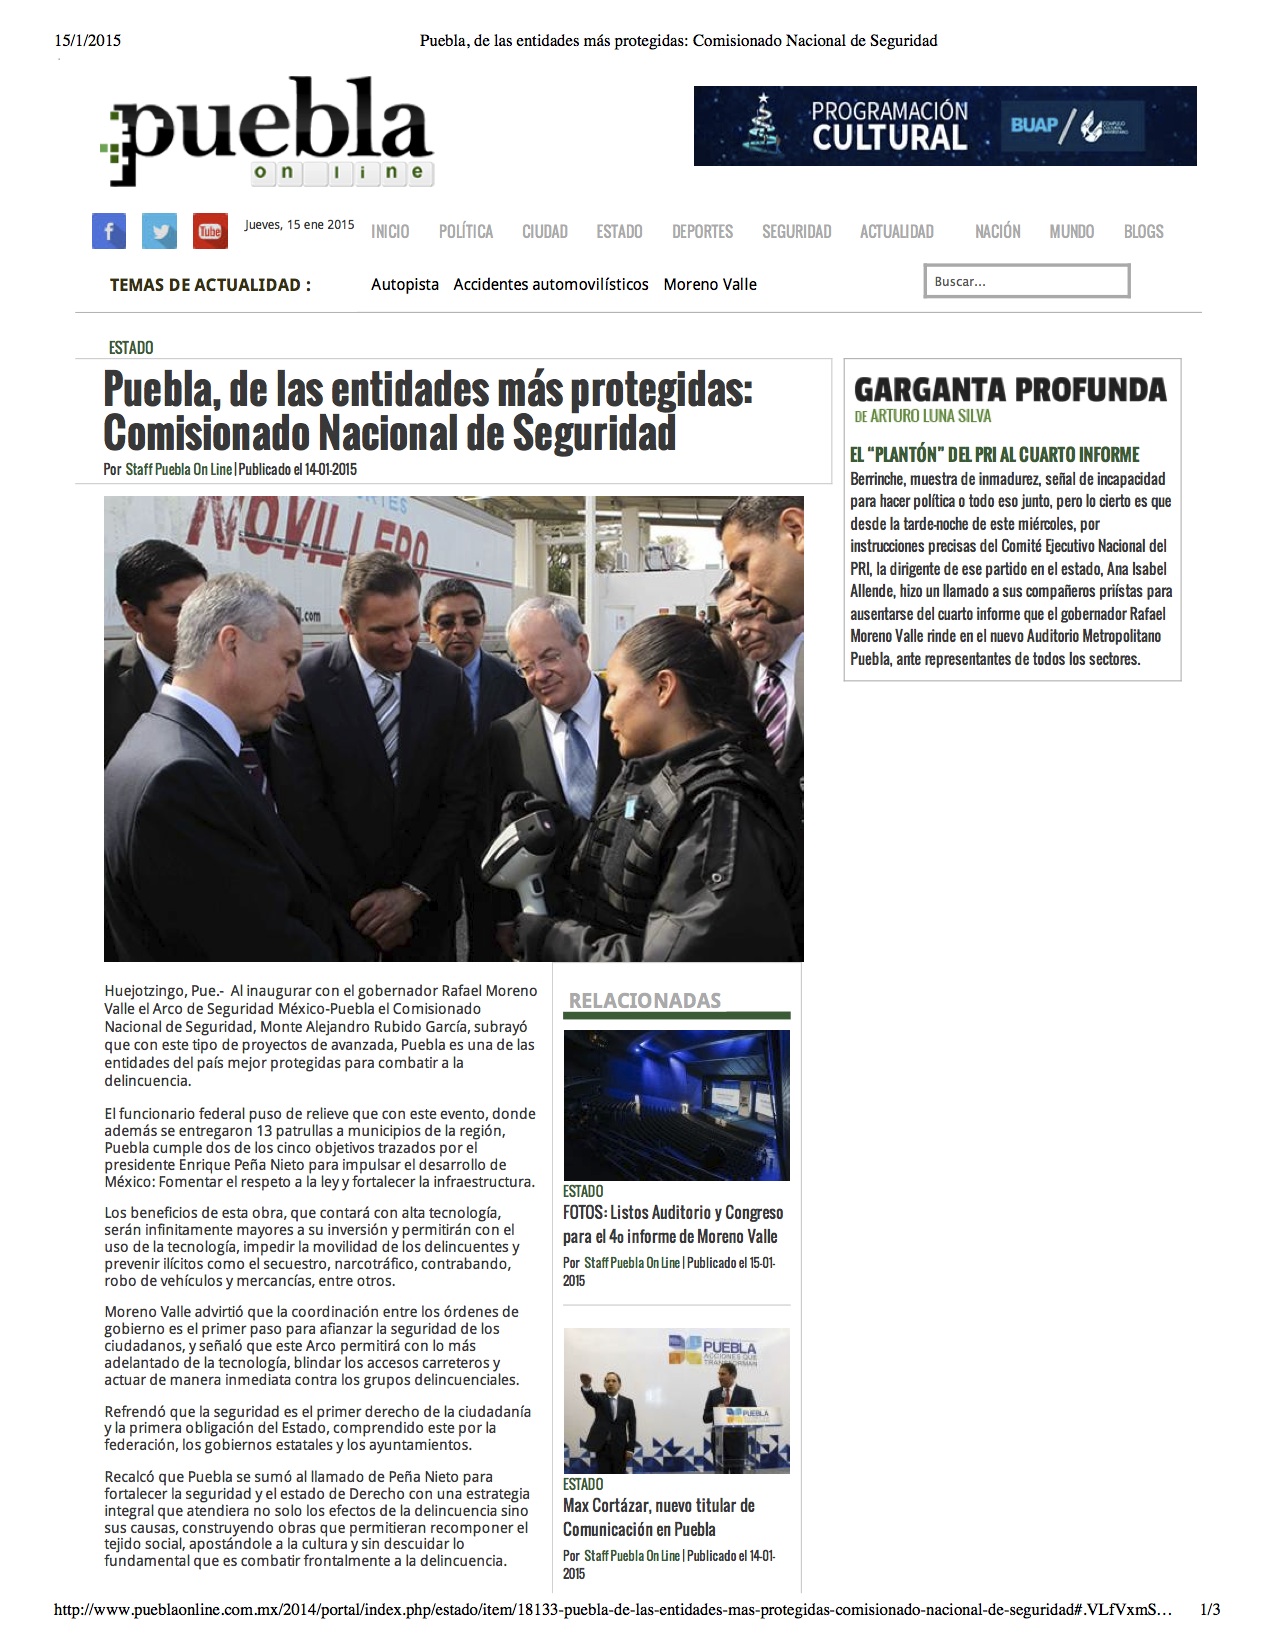 15/1/2015
Puebla, de las entidades más protegidas: Comisionado Nacional de Seguridad
puebla
on line
PROGRAMACIÓN
CULTURAL
BUAP
Tube
Jueves, 15 ene 2015
INICIO POLÍTICA CIUDAD ESTADO DEPORTES SEGURIDAD ACTUALIDAD NACIÓN MUNDO BLOGS
TEMAS DE ACTUALIDAD :
Autopista Accidentes automovilísticos Moreno Valle
Buscar...
ESTADO
Puebla, de las entidades más protegidas:
Comisionado Nacional de Seguridad
Por Staff Puebla On Line | Publicado el 14-01-2015
NOVILLERO
.com
Huejotzingo, Pue.- Al inaugurar con el gobernador Rafael Moreno
Valle el Arco de Seguridad México-Puebla el Comisionado
Nacional de Seguridad, Monte Alejandro Rubido García, subrayó
que con este tipo de proyectos de avanzada, Puebla es una de las
entidades del país mejor protegidas para combatir a la
delincuencia.
El funcionario federal puso de relieve que con este evento, donde
además se entregaron 13 patrullas a municipios de la región,
Puebla cumple dos de los cinco objetivos trazados por el
presidente Enrique Peña Nieto para impulsar el desarrollo de
México: Fomentar el respeto a la ley y fortalecer la infraestructura.
Los beneficios de esta obra, que contará con alta tecnología,
serán infinitamente mayores a su inversión y permitirán con el
uso de la tecnología, impedir la movilidad de los delincuentes y
prevenir ilícitos como el secuestro, narcotráfico, contrabando,
robo de vehículos y mercancías, entre otros.
Moreno Valle advirtió que la coordinación entre los órdenes de
gobierno es el primer paso para afianzar la seguridad de los
ciudadanos, y señaló que este Arco permitirá con lo más
adelantado de la tecnología, blindar los accesos carreteros y
actuar de manera inmediata contra los grupos delincuenciales.
Refrendó que la seguridad es el primer derecho de la ciudadanía
y la primera obligación del Estado, comprendido este por la
federación, los gobiernos estatales y los ayuntamientos.
Recalcó que Puebla se sumó al llamado de Peña Nieto para
fortalecer la seguridad y el estado de Derecho con una estrategia
integral que atendiera no solo los efectos de la delincuencia sino
sus causas, construyendo obras que permitieran recomponer el
tejido social, apostándole a la cultura y sin descuidar lo
fundamental que es combatir frontalmente a la delincuencia.
RELACIONADAS
ESTADO
FOTOS: Listos Auditorio y Congreso
para el 4o informe de Moreno Valle
Por Staff Puebla On Line | Publicado el 15-01-
2015
PUEBLA
ACCIONES QUE
TRANSFORMAN
PUEBLA
ESTADO
Max Cortázar, nuevo titular de
Comunicación en Puebla
Por Staff Puebla On Line | Publicado el 14-01-
2015
GARGANTA PROFUNDA
DE ARTURO LUNA SILVA
EL “PLANTÓN” DEL PRI AL CUARTO INFORME
Berrinche, muestra de inmadurez, señal de incapacidad
para hacer política o todo eso junto, pero lo cierto es que
desde la tarde-noche de este miércoles, por
instrucciones precisas del Comité Ejecutivo Nacional del
PRI, la dirigente de ese partido en el estado, Ana Isabel
Allende, hizo un llamado a sus compañeros priístas para
ausentarse del cuarto informe que el gobernador Rafael
Moreno Valle rinde en el nuevo Auditorio Metropolitano
Puebla, ante representantes de todos los sectores.
http://www.pueblaonline.com.mx/2014/portal/index.php/estado/item/18133-puebla-de-las-entidades-mas-protegidas-comisionado-nacional-de-seguridad#.VLfVxmS…
1/3